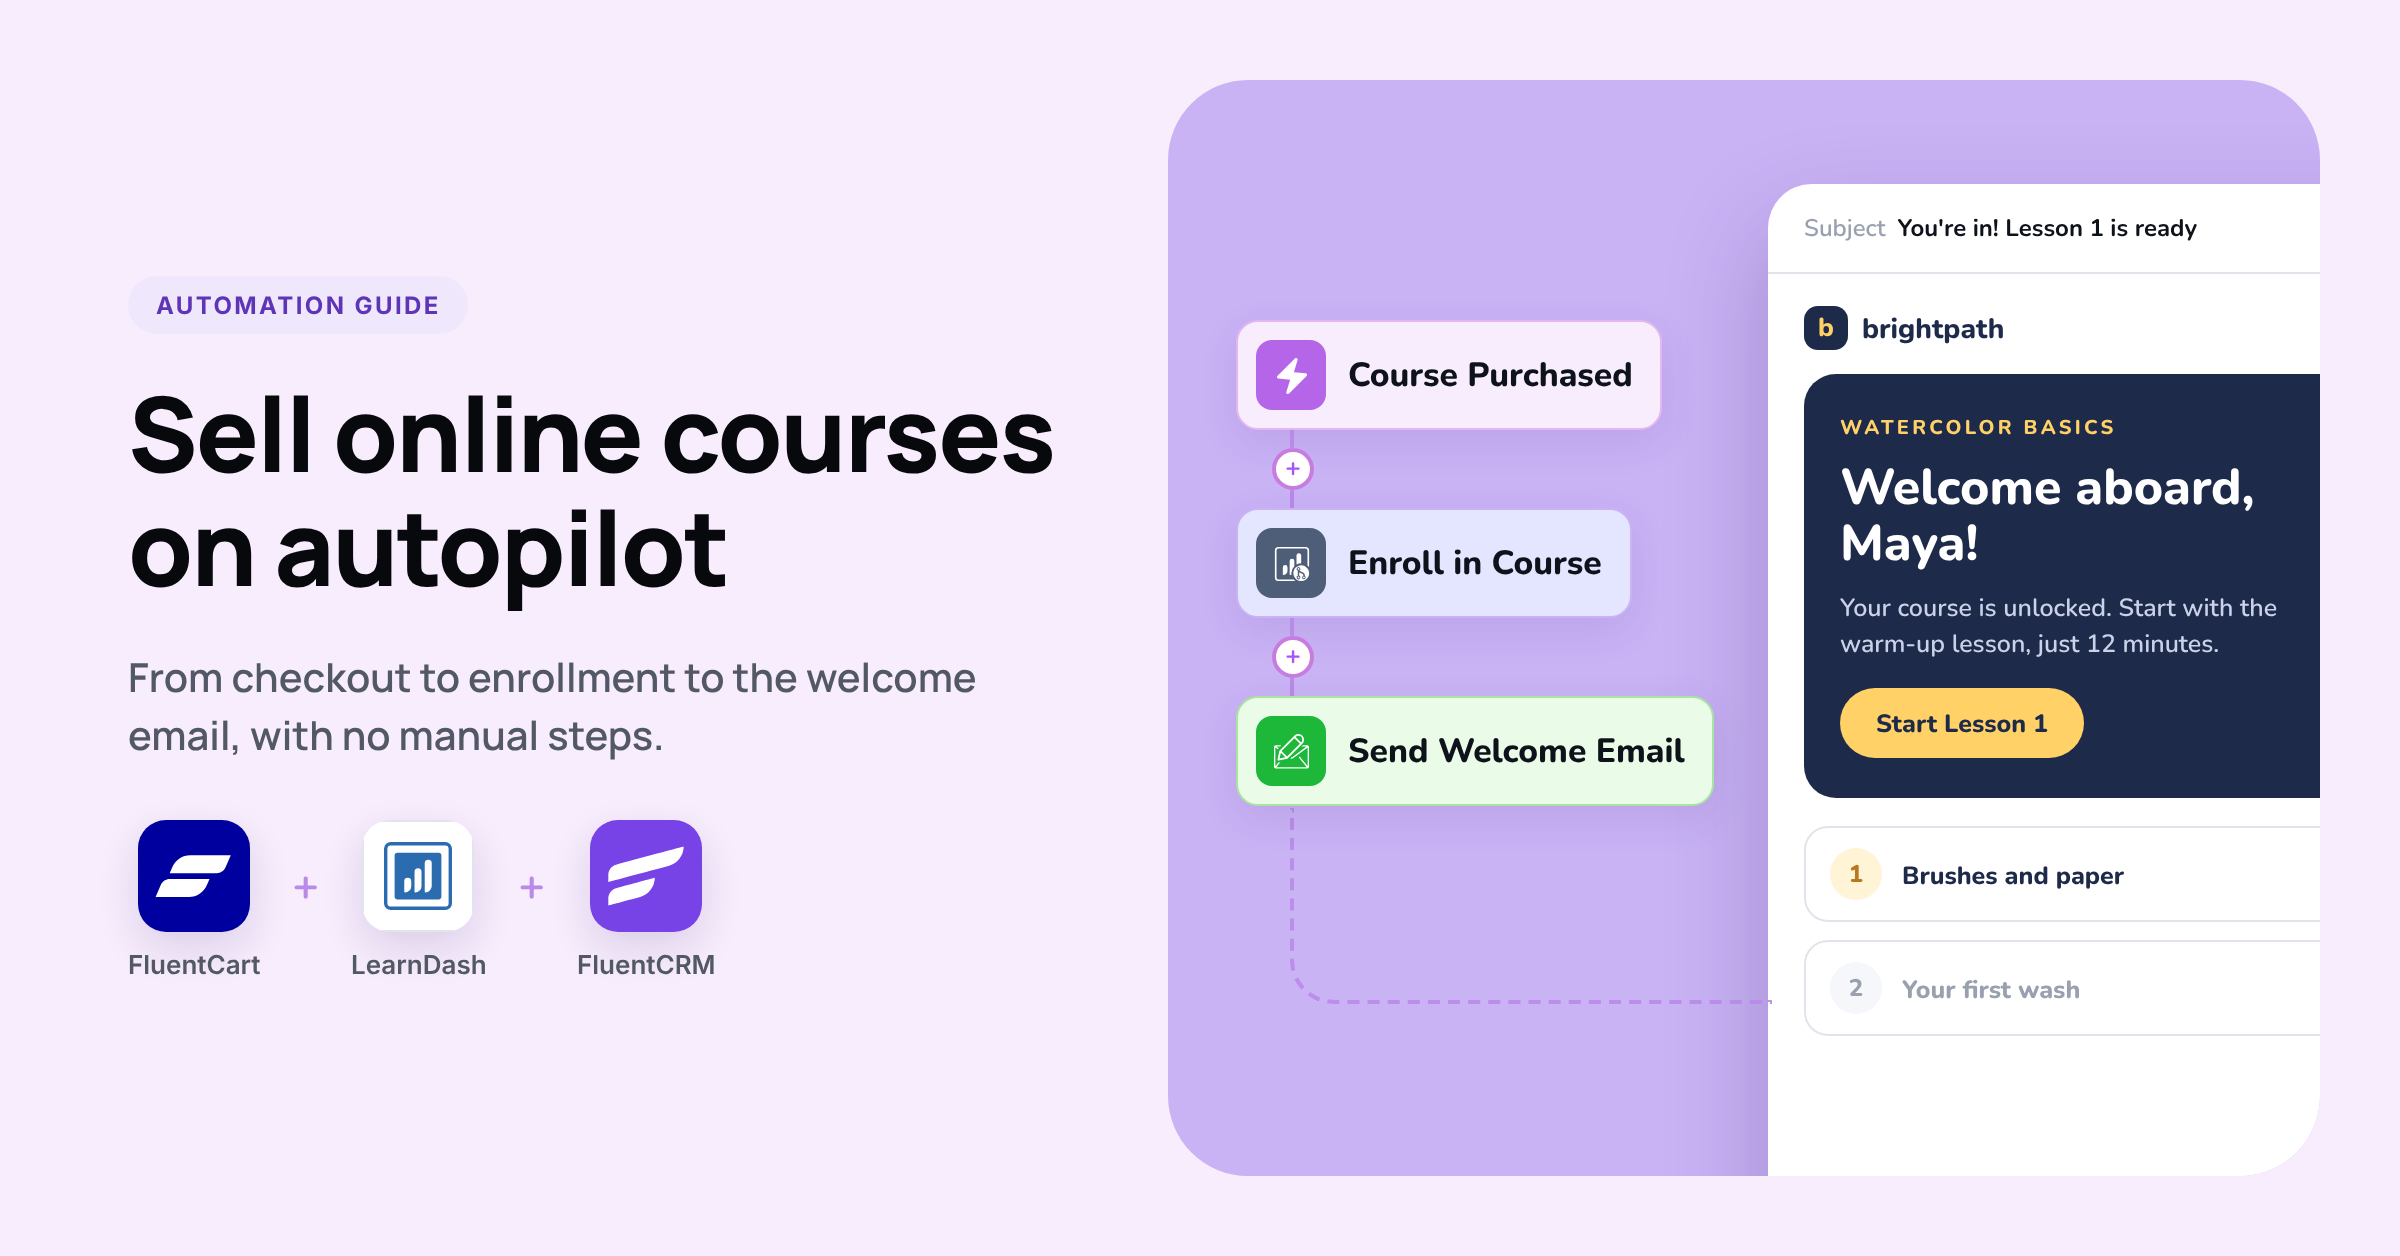 AUTOMATION GUIDE
Sell online courses
on autopilot
From checkout to enrollment to the welcome
email, with no manual steps.
FluentCart
+
LearnDash
+
FluentCRM
Course Purchased
+
Enroll in Course
+
Send Welcome Email
Subject You're in! Lesson 1 is ready
b brightpath
WATERCOLOR BASICS
Welcome aboard,
Maya!
Your course is unlocked. Start with the
warm-up lesson, just 12 minutes.
Start Lesson 1
1 Brushes and paper
2 Your first wash